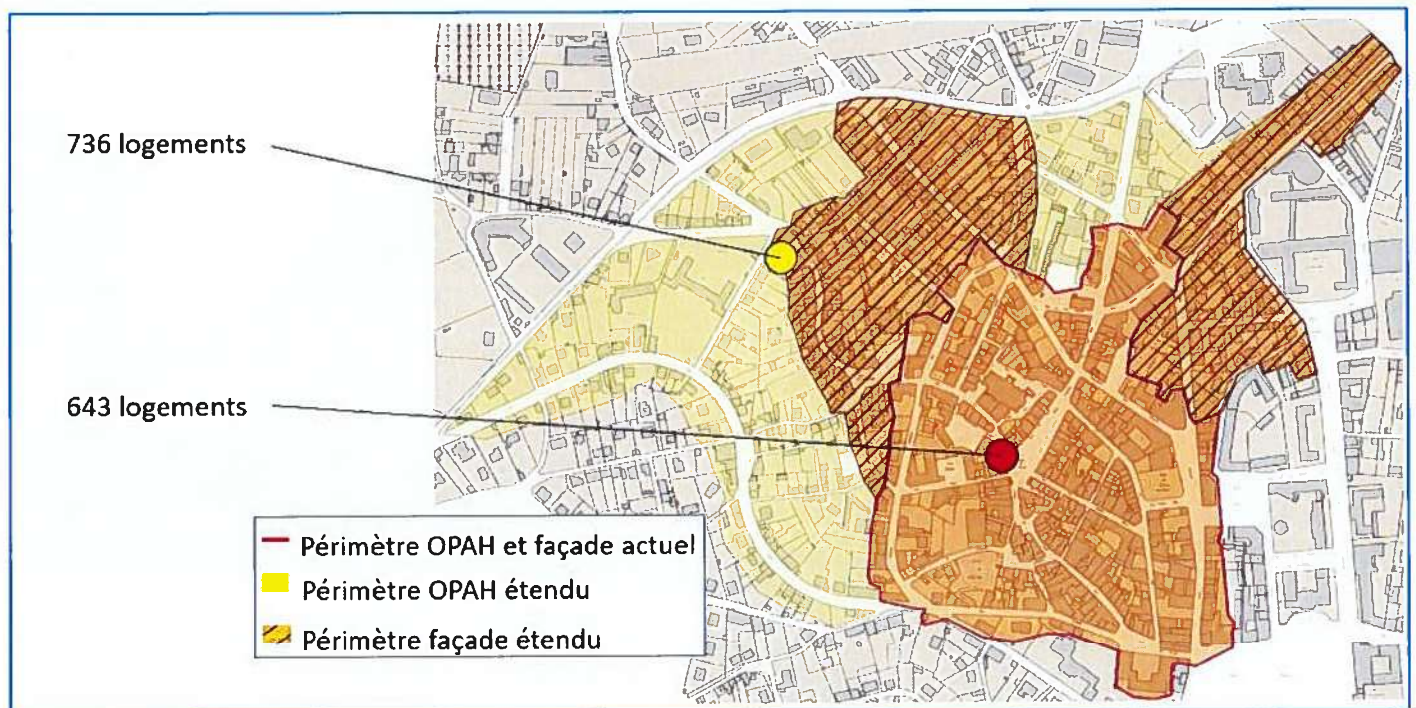 736 logements
643 logements
Périmètre OPAH et façade actuel
Périmètre OPAH étendu
Périmètre façade étendu